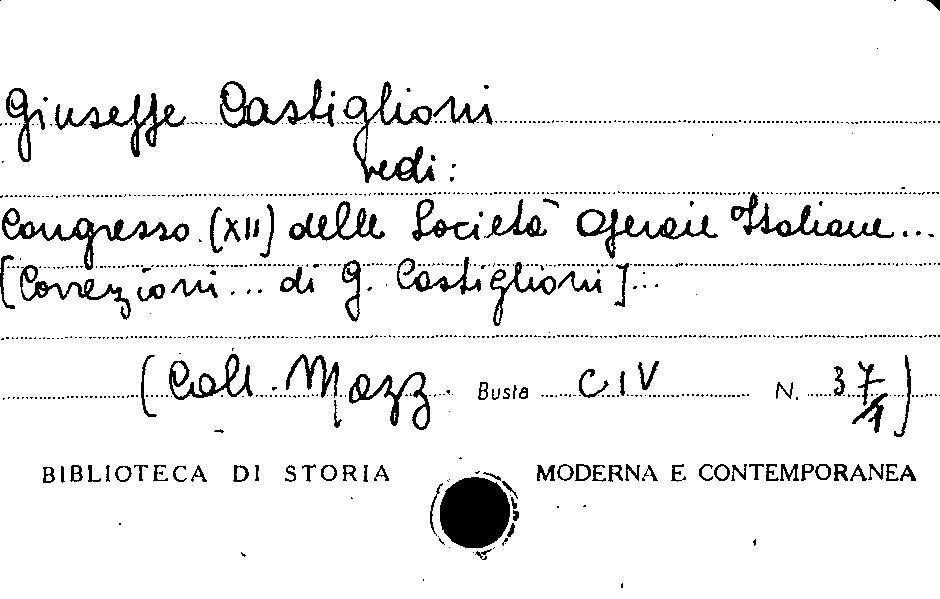 Giuseppe Castiglioni
vedi:
Congresso (XII) delle Società Operaie Italiane...
[Correzioni... di G. Castiglioni]...
(Coll. Mazz. Busta CIV N. 37/1)
BIBLIOTECA DI STORIA MODERNA E CONTEMPORANEA